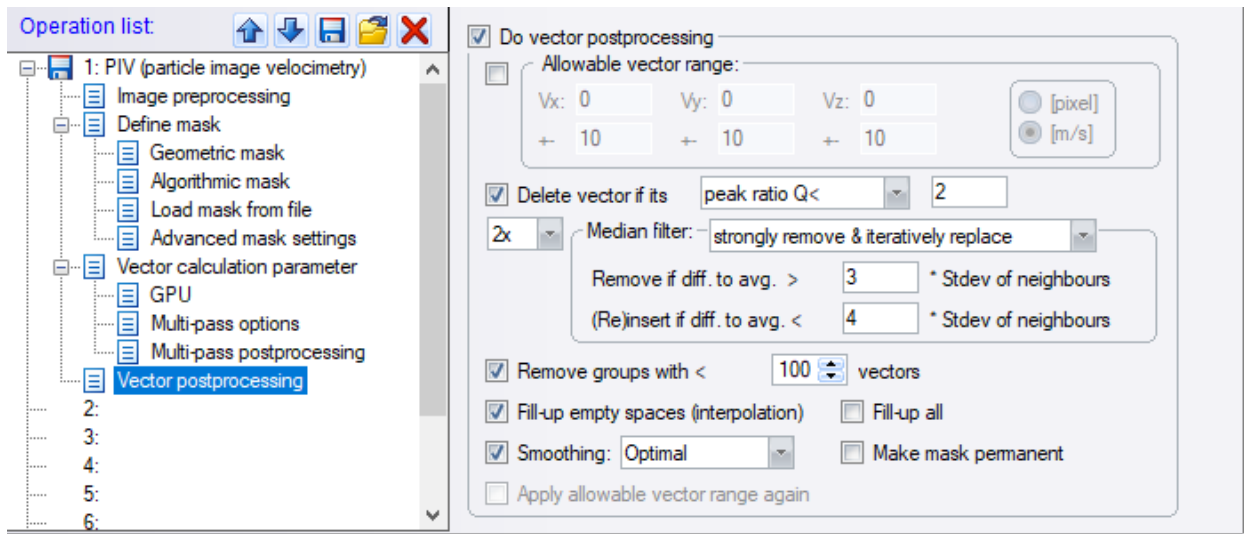 Operation list:
1: PIV (particle image velocimetry)
Image preprocessing
Define mask
Geometric mask
Algorithmic mask
Load mask from file
Advanced mask settings
Vector calculation parameter
GPU
Multi-pass options
Multi-pass postprocessing
Vector postprocessing
2:
3:
4:
5:
6:
Do vector postprocessing
Allowable vector range:
Vx: 0 Vy: 0 Vz: 0 [pixel]
+- 10 +- 10 +- 10 [m/s]
Delete vector if its peak ratio Q< 2
2x Median filter: strongly remove & iteratively replace
Remove if diff. to avg. > 3 * Stdev of neighbours
(Re)insert if diff. to avg. < 4 * Stdev of neighbours
Remove groups with < 100 vectors
Fill-up empty spaces (interpolation) Fill-up all
Smoothing: Optimal Make mask permanent
Apply allowable vector range again